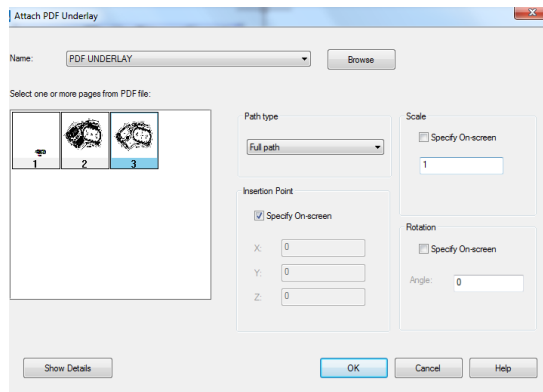 Attach PDF Underlay
Name: PDF UNDERLAY Browse
Select one or more pages from PDF file:
1 2 3
Path type
Full path
Scale
Specify On-screen
1
Insertion Point
Specify On-screen
X: 0
Y: 0
Z: 0
Rotation
Specify On-screen
Angle: 0
Show Details OK Cancel Help